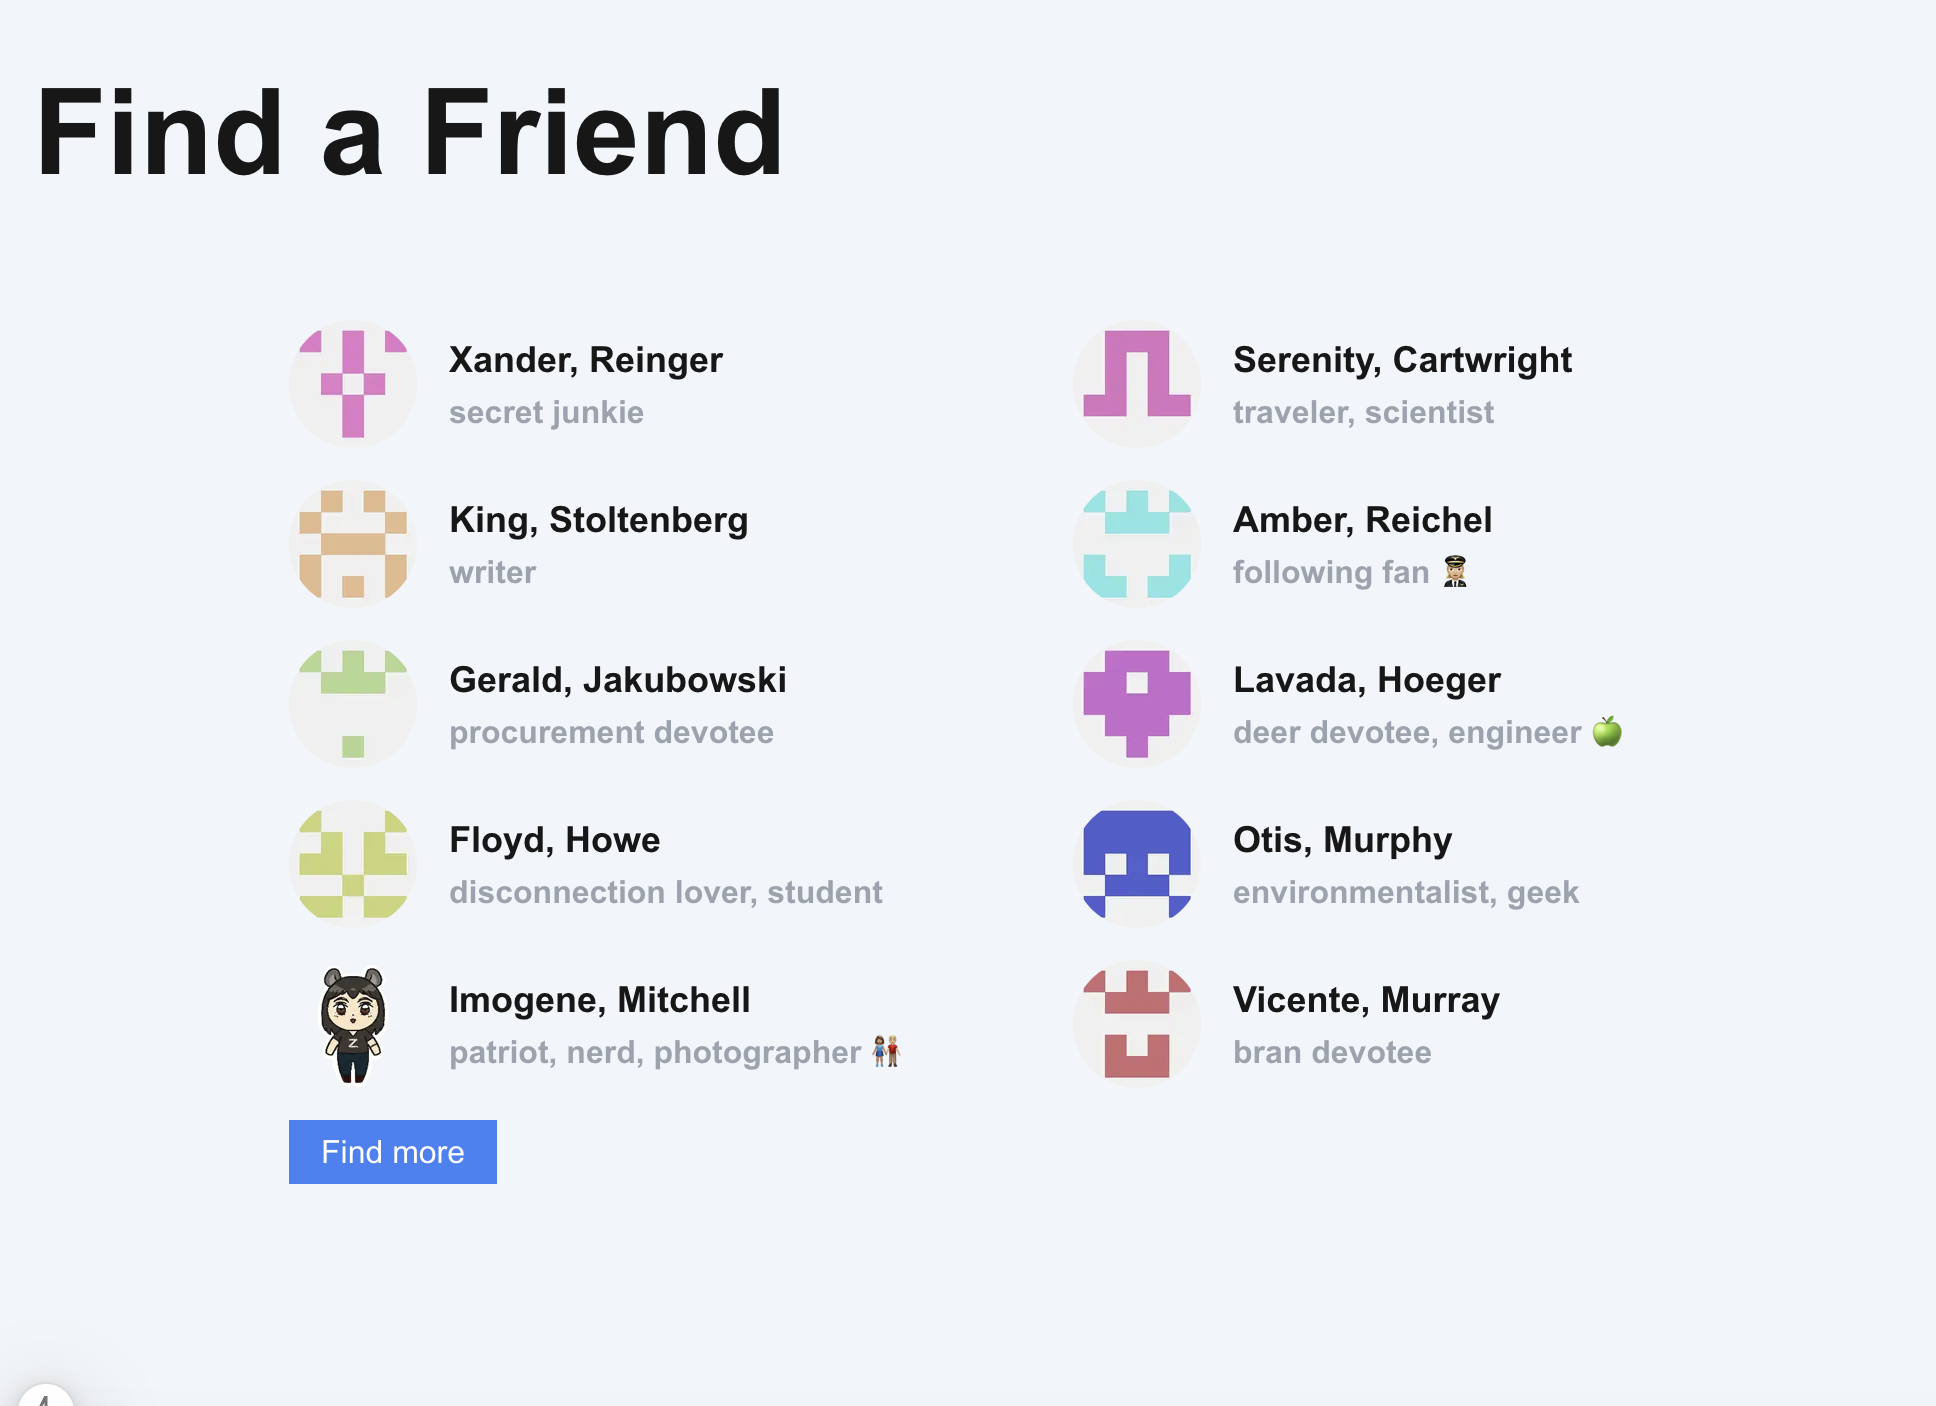 Find a Friend
Xander, Reinger
secret junkie
Serenity, Cartwright
traveler, scientist
King, Stoltenberg
writer
Amber, Reichel
following fan 👩🏼‍✈️
Gerald, Jakubowski
procurement devotee
Lavada, Hoeger
deer devotee, engineer 🍏
Floyd, Howe
disconnection lover, student
Otis, Murphy
environmentalist, geek
Imogene, Mitchell
patriot, nerd, photographer 👩🏽‍🤝‍👨🏼
Z
Vicente, Murray
bran devotee
Find more